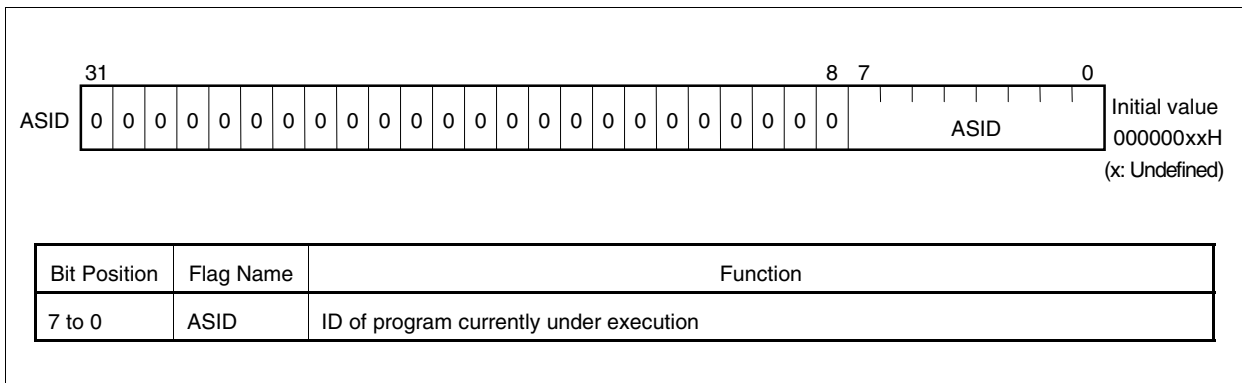 31 8 7 0
ASID 0 0 0 0 0 0 0 0 0 0 0 0 0 0 0 0 0 0 0 0 0 0 0 0 ASID Initial value
000000xxH
(x: Undefined)
Bit Position Flag Name Function
7 to 0 ASID ID of program currently under execution